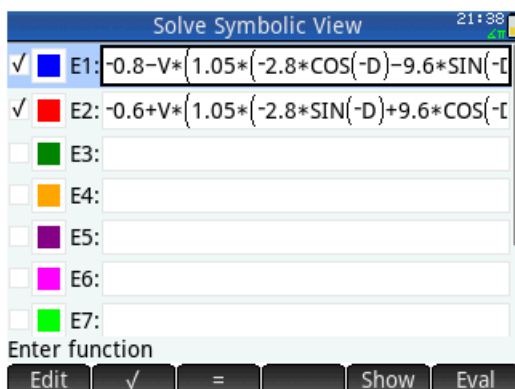 Solve Symbolic View 21:38
∡π
√ E1: -0.8−V*(1.05*(-2.8*COS(-D)−9.6*SIN(-D
√ E2: -0.6+V*(1.05*(-2.8*SIN(-D)+9.6*COS(-D
E3:
E4:
E5:
E6:
E7:
Enter function
Edit √ = Show Eval